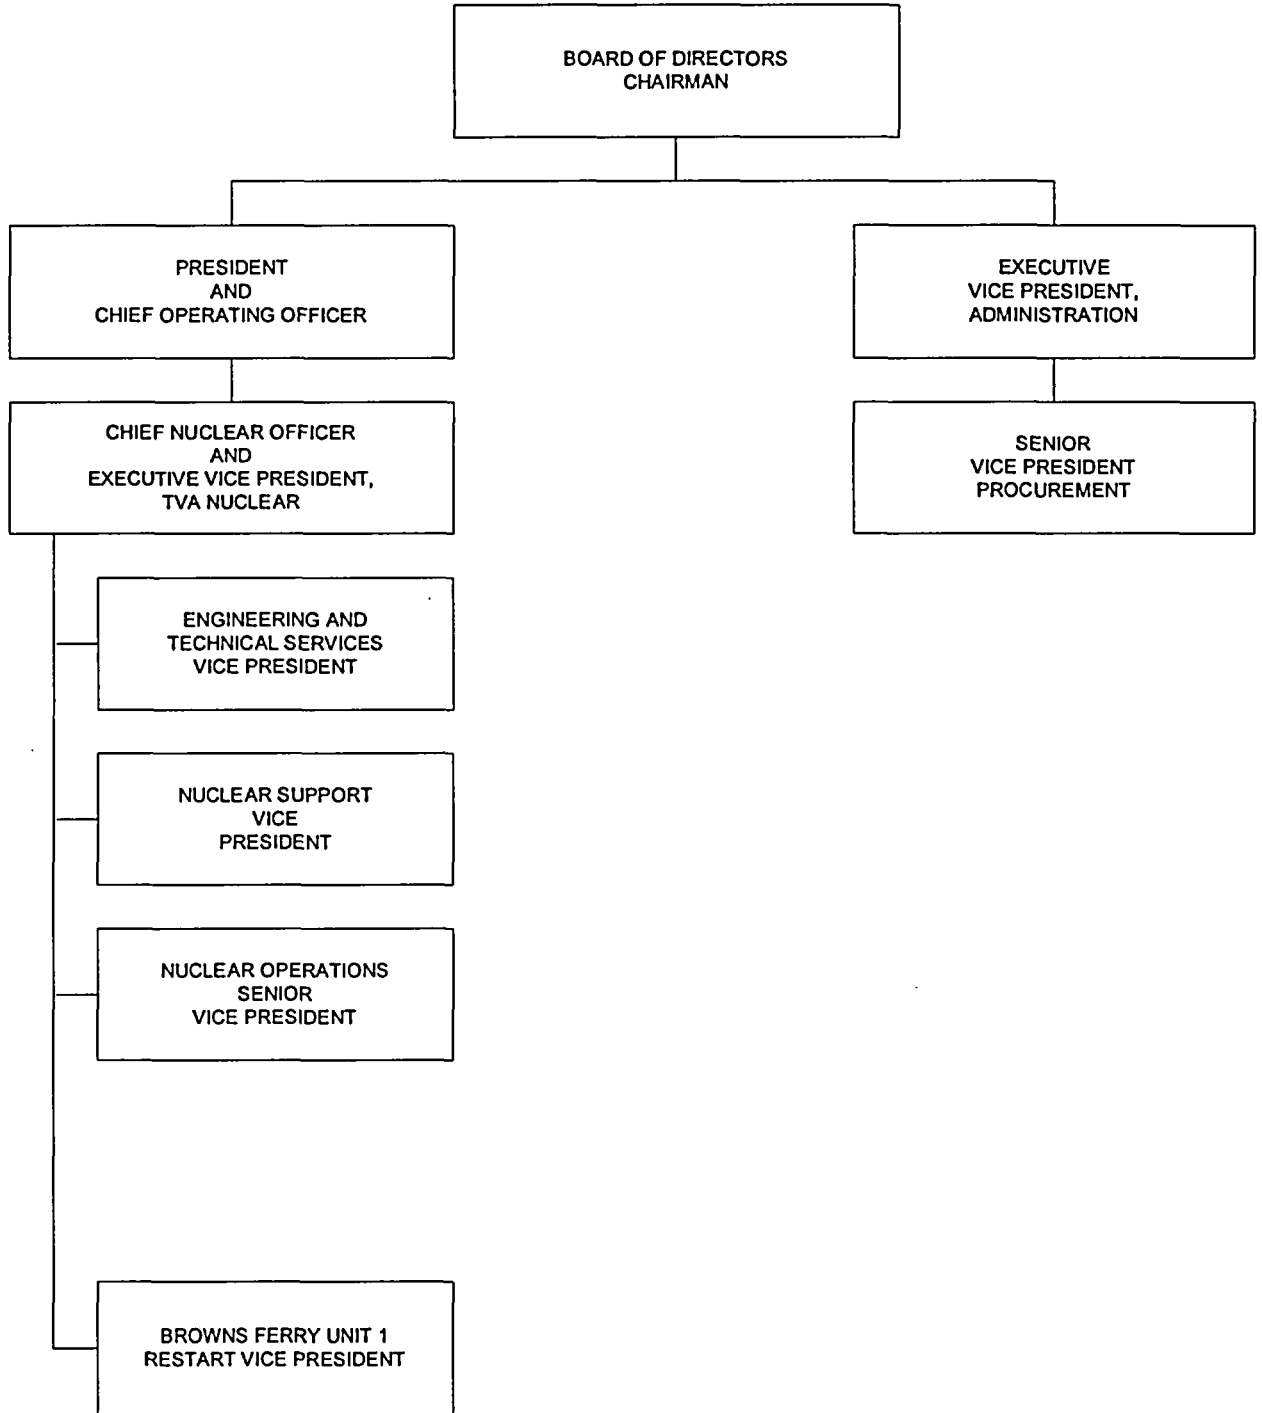 BOARD OF DIRECTORS
CHAIRMAN
PRESIDENT
AND
CHIEF OPERATING OFFICER
EXECUTIVE
VICE PRESIDENT,
ADMINISTRATION
CHIEF NUCLEAR OFFICER
AND
EXECUTIVE VICE PRESIDENT,
TVA NUCLEAR
SENIOR
VICE PRESIDENT
PROCUREMENT
ENGINEERING AND
TECHNICAL SERVICES
VICE PRESIDENT
NUCLEAR SUPPORT
VICE
PRESIDENT
NUCLEAR OPERATIONS
SENIOR
VICE PRESIDENT
BROWNS FERRY UNIT 1
RESTART VICE PRESIDENT